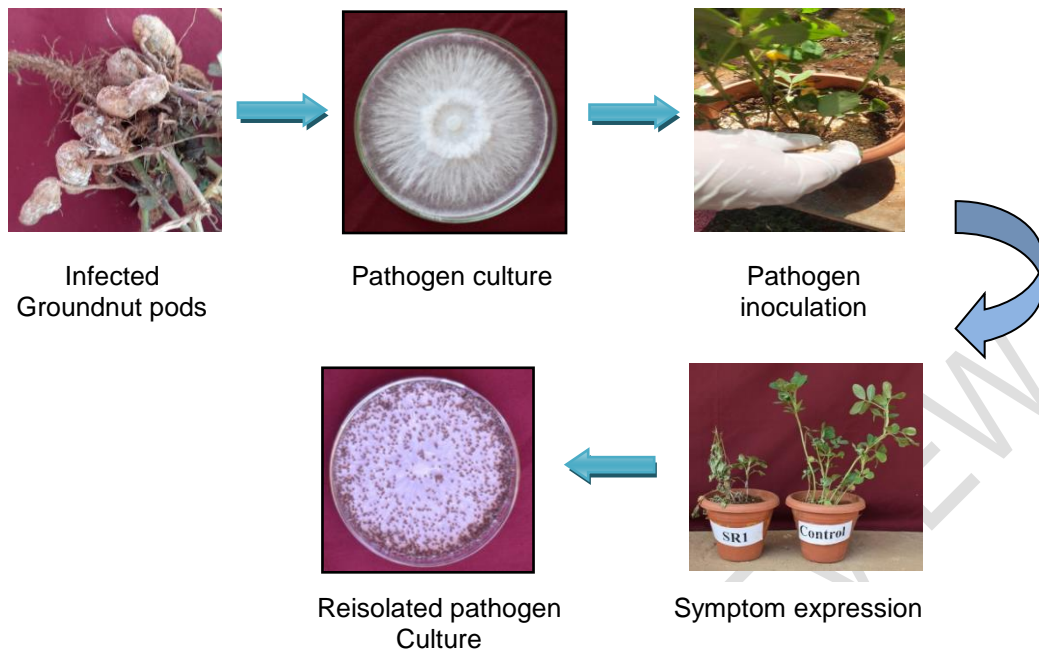 Infected
Groundnut pods
Pathogen culture
Pathogen
inoculation
SR1
Control
Reisolated pathogen
Culture
Symptom expression